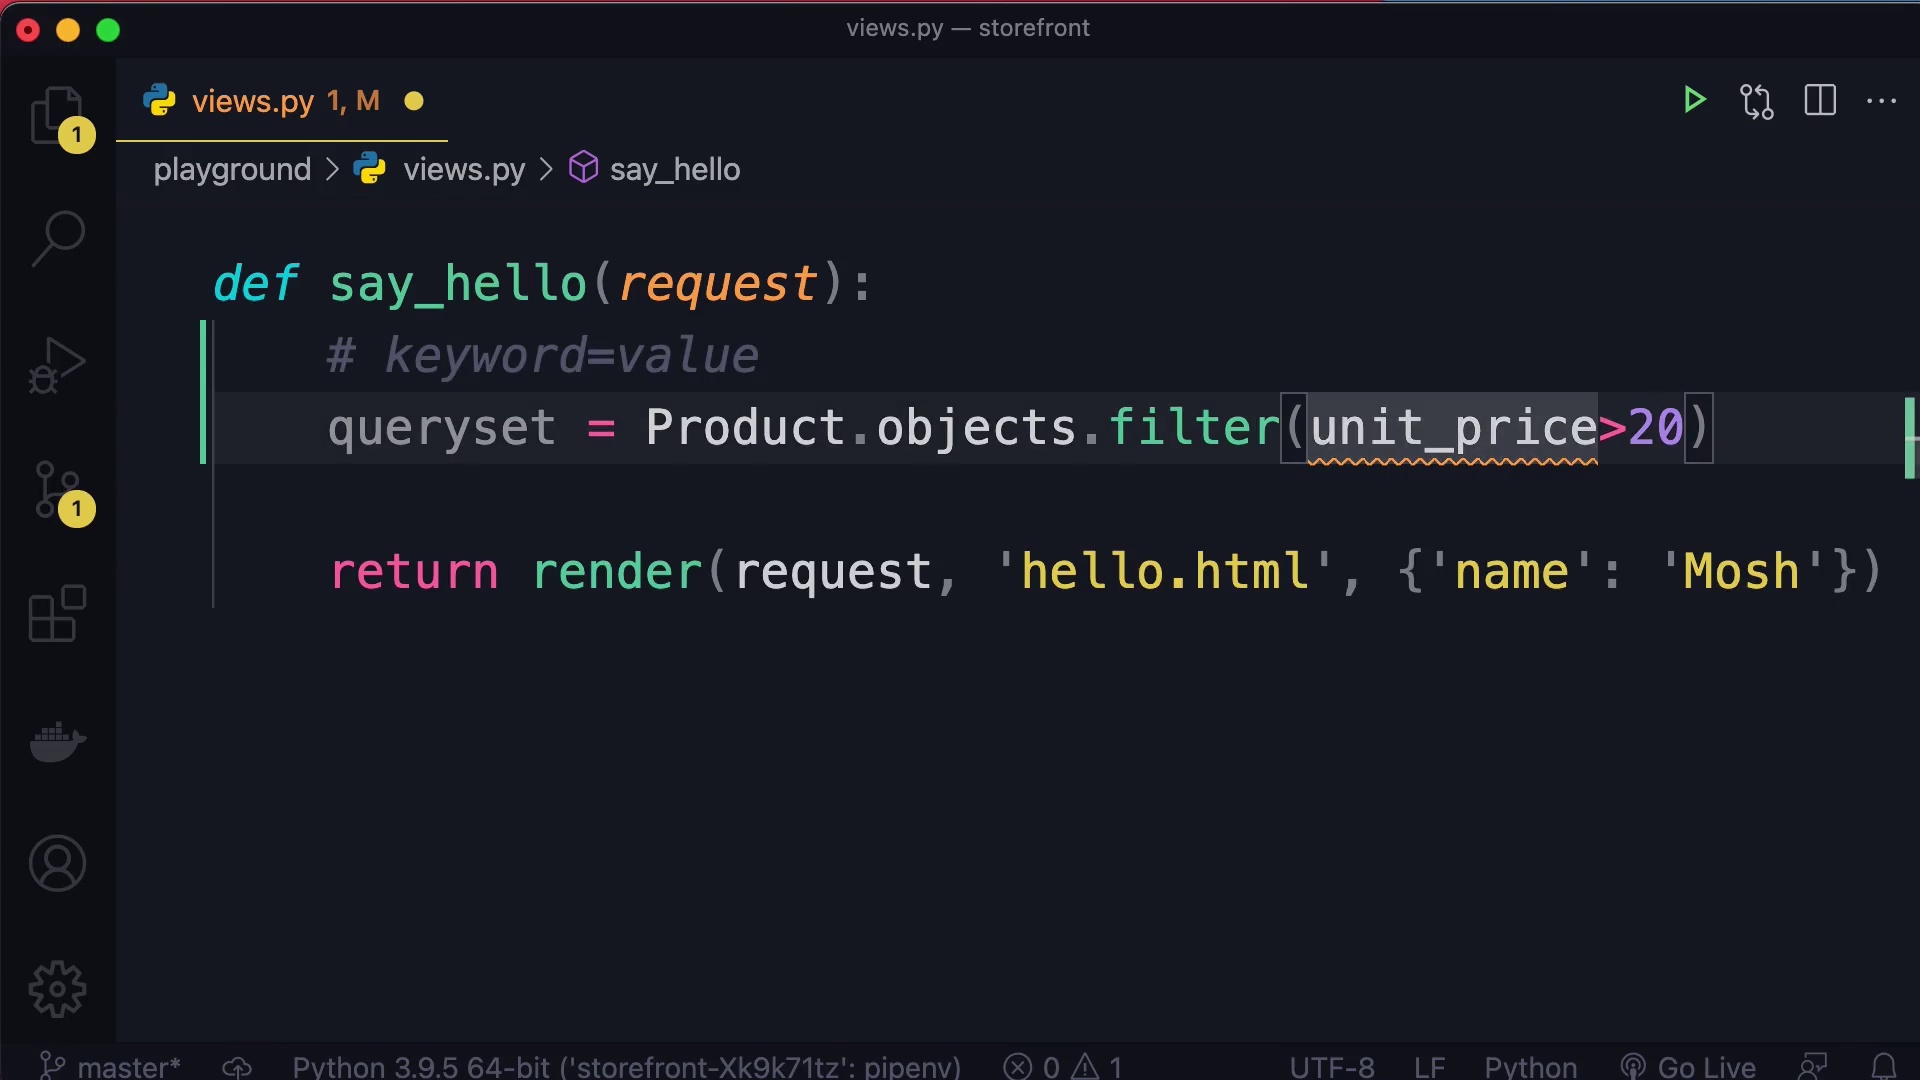 views.py — storefront
views.py 1, M
1
playground > views.py > say_hello
def say_hello(request):
# keyword=value
queryset = Product.objects.filter(unit_price>20)
1
return render(request, 'hello.html', {'name': 'Mosh'})
master* Python 3.9.5 64-bit ('storefront-Xk9k71tz': pipenv) 0 1 UTF-8 LF Python Go Live